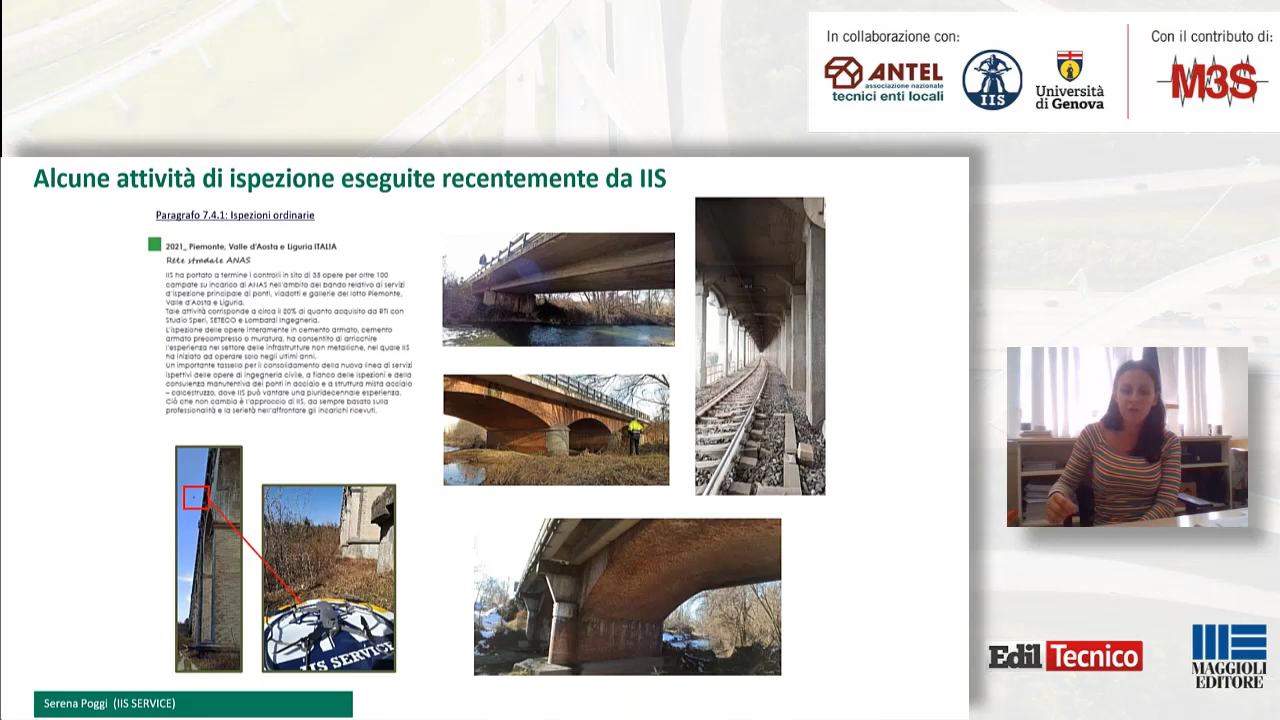 In collaborazione con:
Con il contributo di:
ANTEL
associazione nazionale
tecnici enti locali
IIS
Università
di Genova
M3S
Alcune attività di ispezione eseguite recentemente da IIS
Paragrafo 7.4.1: Ispezioni ordinarie
2021_ Piemonte, Valle d'Aosta e Liguria ITALIA
Rete stradale ANAS
IIS ha portato a termine i controlli in sito di 35 opere per oltre 100
campate su incarico di ANAS nell'ambito del bando relativo ai servizi
d'ispezione principale di ponti, viadotti e gallerie del lotto Piemonte,
Valle d'Aosta e Liguria.
Tale attività corrisponde a circa il 20% di quanto acquisito da RTI con
Studio Speri, SETECO e Lombardi Ingegneria.
L'ispezione delle opere interamente in cemento armato, cemento
armato precompresso o muratura, ha consentito di arricchire
l'esperienza nel settore delle infrastrutture non metalliche, nel quale IIS
ha iniziato ad operare solo negli ultimi anni.
Un importante tassello per il consolidamento della nuova linea di servizi
ispettivi delle opere di ingegneria civile, a fianco delle ispezioni e della
consulenza manutentiva dei ponti in acciaio e a struttura mista acciaio
– calcestruzzo, dove IIS può vantare una pluridecennale esperienza.
Ciò che non cambia è l'approccio di IIS, da sempre basato sulla
professionalità e la serietà nell'affrontare gli incarichi ricevuti.
IIS SERVICE
Serena Poggi (IIS SERVICE)
Edil Tecnico
MAGGIOLI
EDITORE